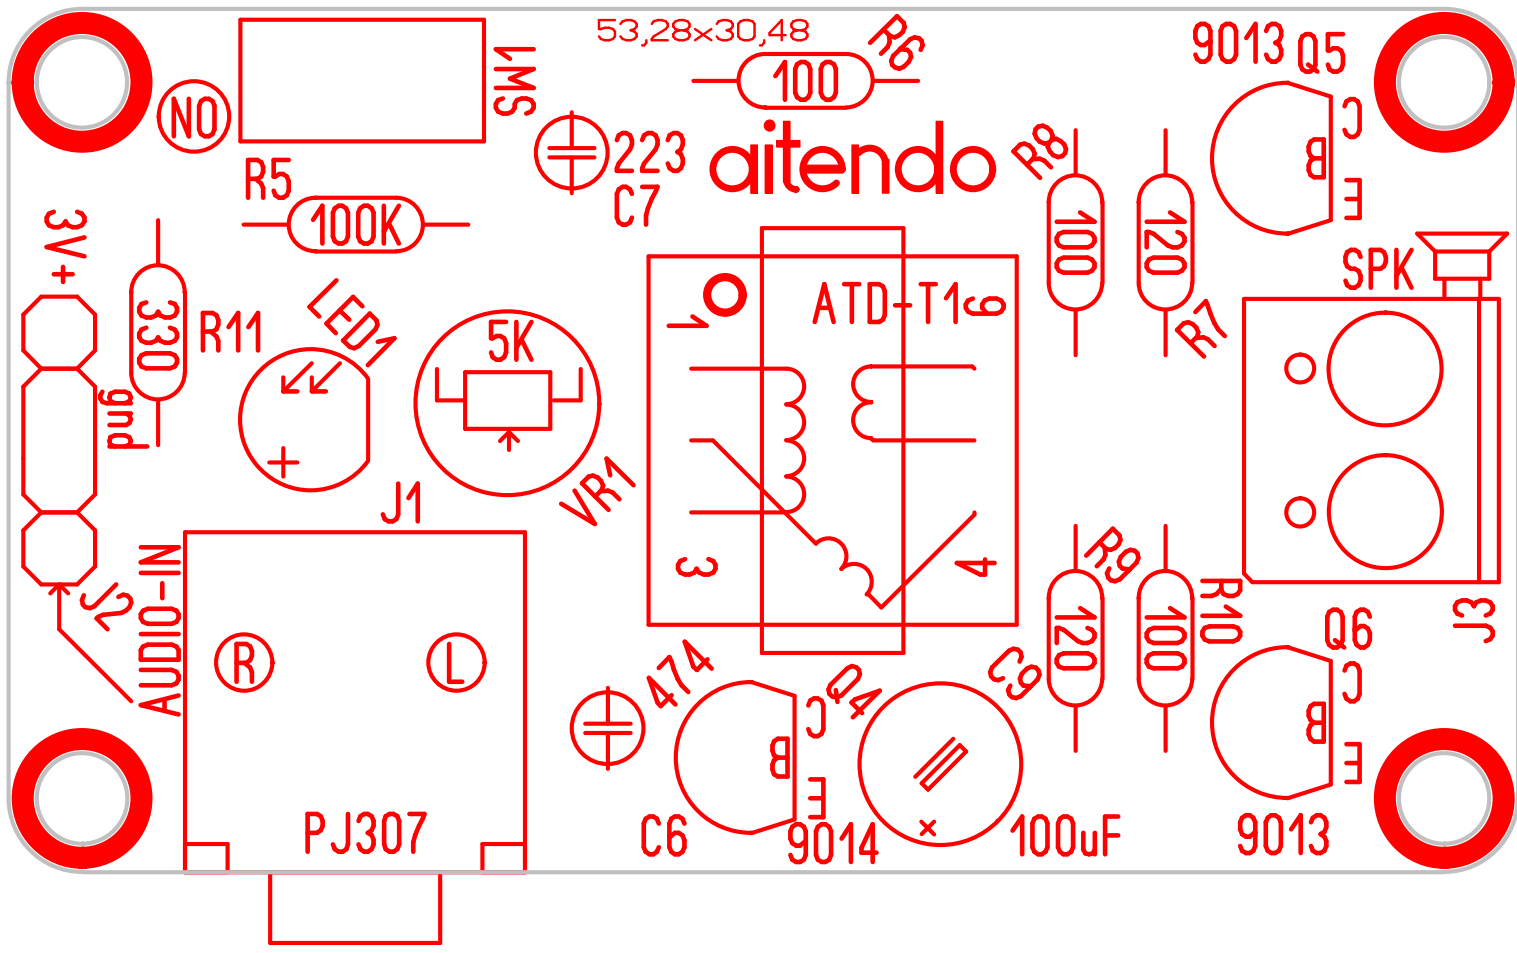 53,28x30,48
SW1
NO
R6
100
9013
Q5
C
B
E
R5
100K
223
C7
aitendo
R8
100
120
R7
3V+
330
R11
LED1
+
5K
VR1
gnd
1
ATD-T1
6
3
4
SPK
J3
J1
J2
AUDIO-IN
R
L
PJ307
474
C6
Q4
C
B
E
9014
C9
100uF
R9
120
100
R10
Q6
C
B
E
9013